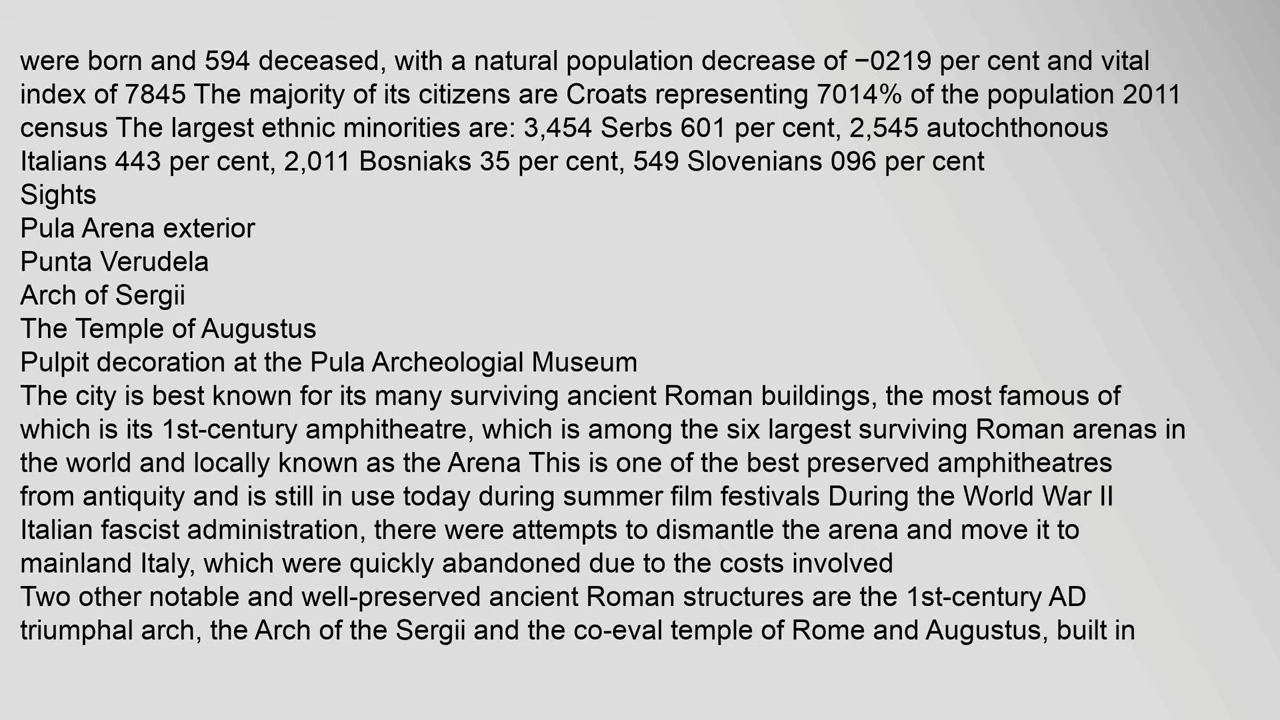 were born and 594 deceased, with a natural population decrease of −0219 per cent and vital
index of 7845 The majority of its citizens are Croats representing 7014% of the population 2011
census The largest ethnic minorities are: 3,454 Serbs 601 per cent, 2,545 autochthonous
Italians 443 per cent, 2,011 Bosniaks 35 per cent, 549 Slovenians 096 per cent
Sights
Pula Arena exterior
Punta Verudela
Arch of Sergii
The Temple of Augustus
Pulpit decoration at the Pula Archeologial Museum
The city is best known for its many surviving ancient Roman buildings, the most famous of
which is its 1st-century amphitheatre, which is among the six largest surviving Roman arenas in
the world and locally known as the Arena This is one of the best preserved amphitheatres
from antiquity and is still in use today during summer film festivals During the World War II
Italian fascist administration, there were attempts to dismantle the arena and move it to
mainland Italy, which were quickly abandoned due to the costs involved
Two other notable and well-preserved ancient Roman structures are the 1st-century AD
triumphal arch, the Arch of the Sergii and the co-eval temple of Rome and Augustus, built in